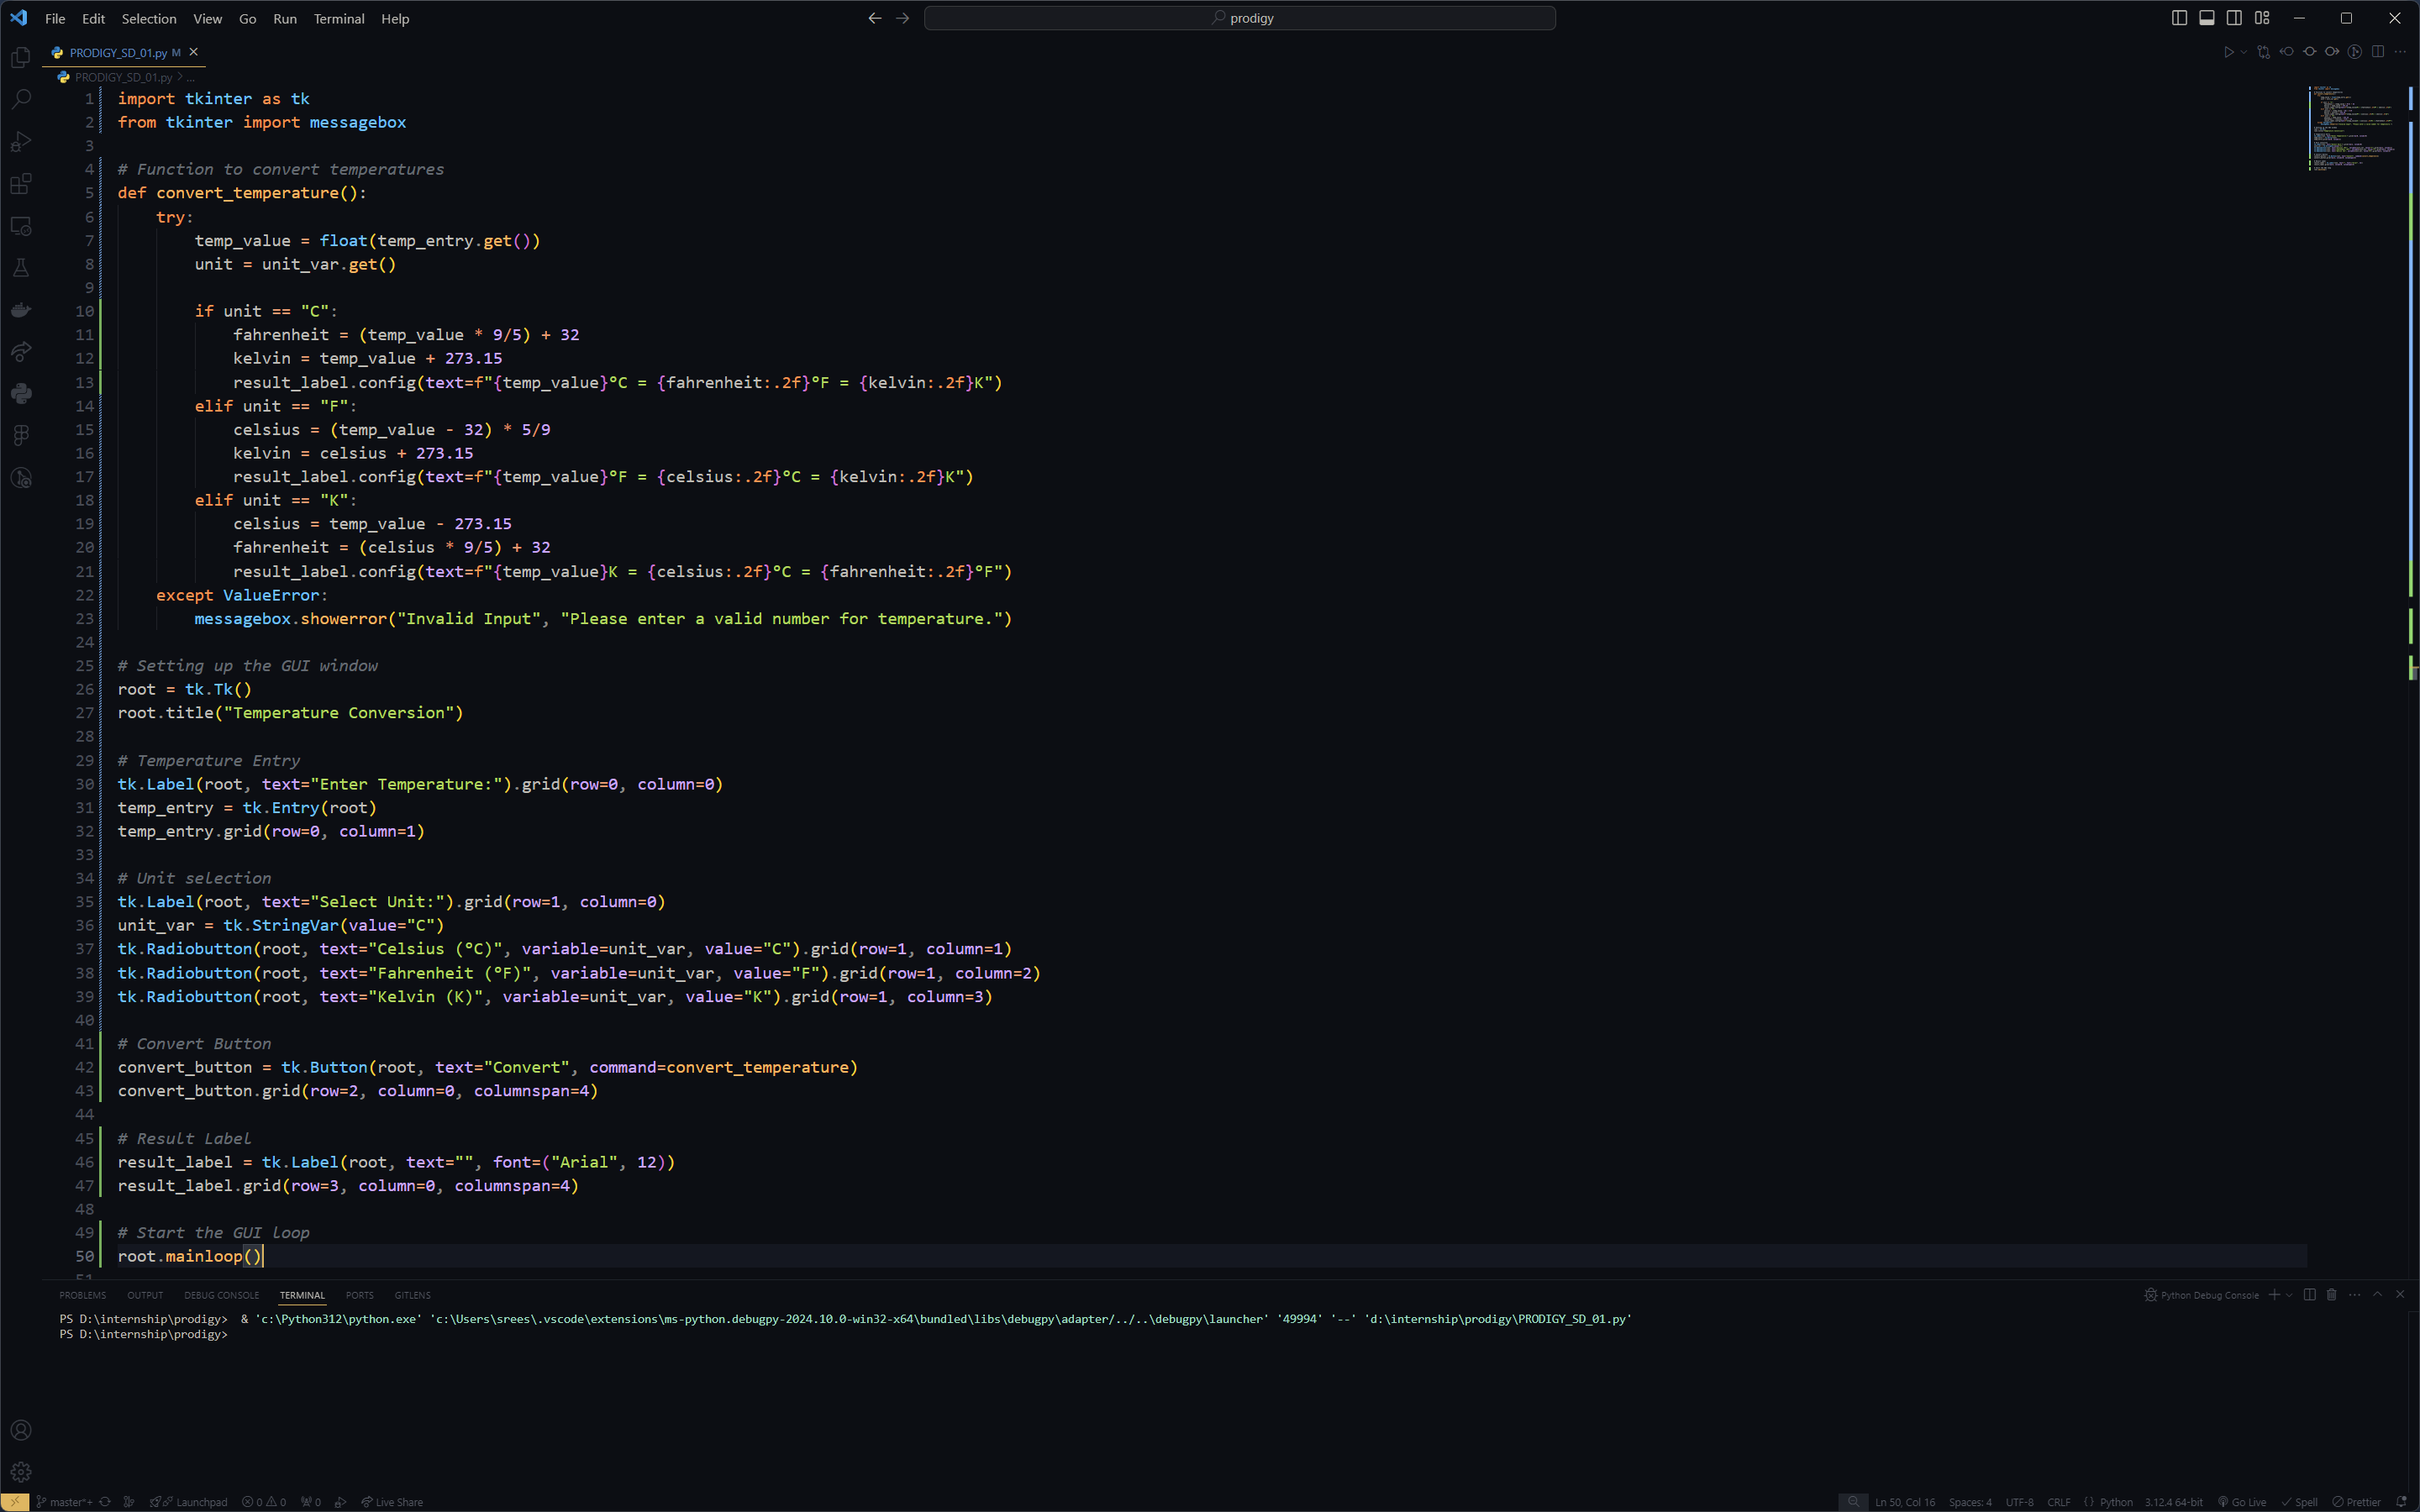 File Edit Selection View Go Run Terminal Help
prodigy
PRODIGY_SD_01.py M
PRODIGY_SD_01.py > ...
1 import tkinter as tk
2 from tkinter import messagebox
3
4 # Function to convert temperatures
5 def convert_temperature():
6     try:
7         temp_value = float(temp_entry.get())
8         unit = unit_var.get()
9
10         if unit == "C":
11             fahrenheit = (temp_value * 9/5) + 32
12             kelvin = temp_value + 273.15
13             result_label.config(text=f"{temp_value}°C = {fahrenheit:.2f}°F = {kelvin:.2f}K")
14         elif unit == "F":
15             celsius = (temp_value - 32) * 5/9
16             kelvin = celsius + 273.15
17             result_label.config(text=f"{temp_value}°F = {celsius:.2f}°C = {kelvin:.2f}K")
18         elif unit == "K":
19             celsius = temp_value - 273.15
20             fahrenheit = (celsius * 9/5) + 32
21             result_label.config(text=f"{temp_value}K = {celsius:.2f}°C = {fahrenheit:.2f}°F")
22     except ValueError:
23         messagebox.showerror("Invalid Input", "Please enter a valid number for temperature.")
24
25 # Setting up the GUI window
26 root = tk.Tk()
27 root.title("Temperature Conversion")
28
29 # Temperature Entry
30 tk.Label(root, text="Enter Temperature:").grid(row=0, column=0)
31 temp_entry = tk.Entry(root)
32 temp_entry.grid(row=0, column=1)
33
34 # Unit selection
35 tk.Label(root, text="Select Unit:").grid(row=1, column=0)
36 unit_var = tk.StringVar(value="C")
37 tk.Radiobutton(root, text="Celsius (°C)", variable=unit_var, value="C").grid(row=1, column=1)
38 tk.Radiobutton(root, text="Fahrenheit (°F)", variable=unit_var, value="F").grid(row=1, column=2)
39 tk.Radiobutton(root, text="Kelvin (K)", variable=unit_var, value="K").grid(row=1, column=3)
40
41 # Convert Button
42 convert_button = tk.Button(root, text="Convert", command=convert_temperature)
43 convert_button.grid(row=2, column=0, columnspan=4)
44
45 # Result Label
46 result_label = tk.Label(root, text="", font=("Arial", 12))
47 result_label.grid(row=3, column=0, columnspan=4)
48
49 # Start the GUI loop
50 root.mainloop()
51
PROBLEMS OUTPUT DEBUG CONSOLE TERMINAL PORTS GITLENS
Python Debug Console
PS D:\internship\prodigy>  & 'c:\Python312\python.exe' 'c:\Users\srees\.vscode\extensions\ms-python.debugpy-2024.10.0-win32-x64\bundled\libs\debugpy\adapter/../..\debugpy\launcher' '49994' '--' 'd:\internship\prodigy\PRODIGY_SD_01.py'
PS D:\internship\prodigy>
master*+ Launchpad 0 0 0 Live Share Ln 50, Col 16 Spaces: 4 UTF-8 CRLF {} Python 3.12.4 64-bit Go Live Spell Prettier